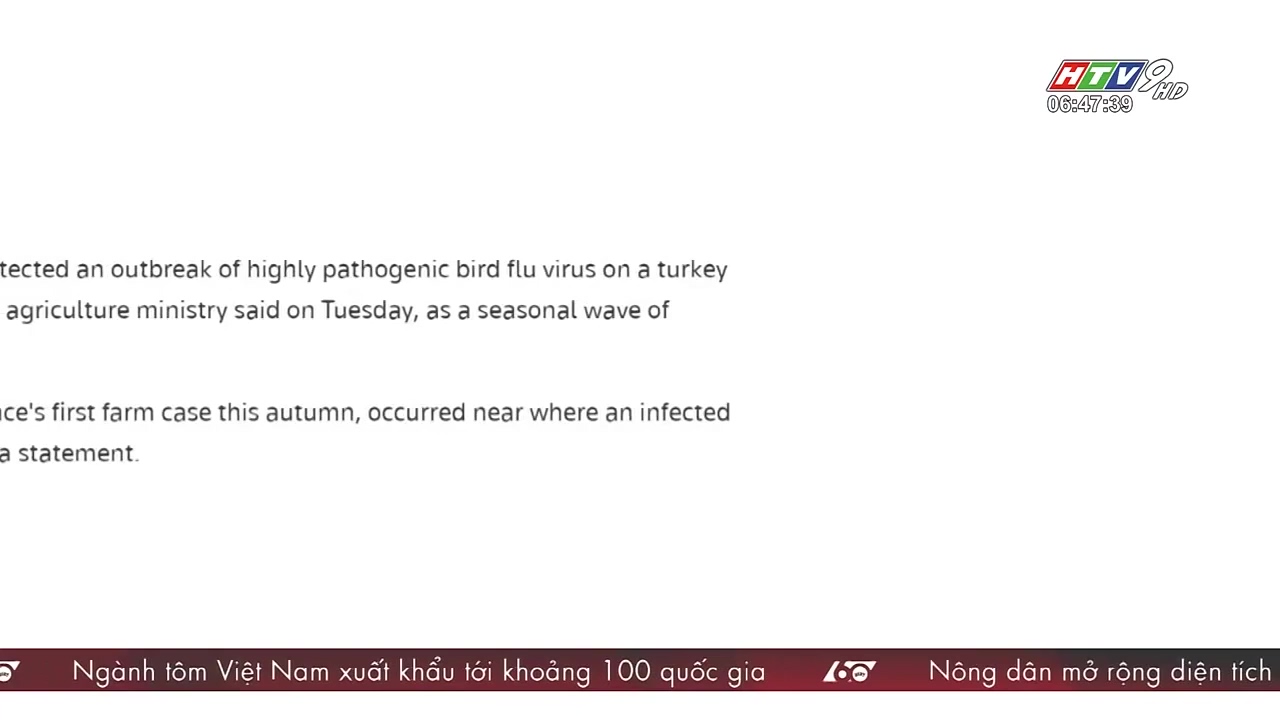 HTV9 HD
06:47:39
tected an outbreak of highly pathogenic bird flu virus on a turkey
agriculture ministry said on Tuesday, as a seasonal wave of
ce's first farm case this autumn, occurred near where an infected
a statement.
Ngành tôm Việt Nam xuất khẩu tới khoảng 100 quốc gia 60 giây Nông dân mở rộng diện tích